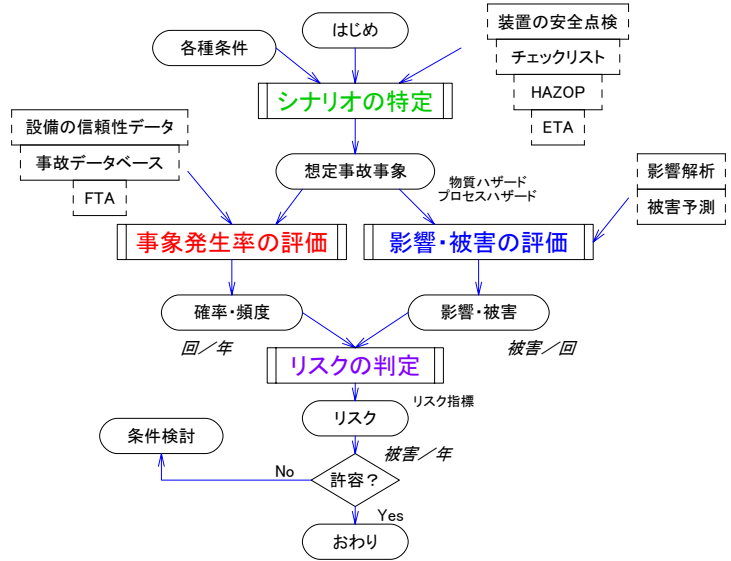 はじめ
各種条件
装置の安全点検
チェックリスト
HAZOP
ETA
シナリオの特定
設備の信頼性データ
事故データベース
FTA
想定事故事象
物質ハザード
プロセスハザード
影響解析
被害予測
事象発生率の評価
影響・被害の評価
確率・頻度
影響・被害
回／年
被害／回
リスクの判定
リスク指標
リスク
条件検討
被害／年
No
許容？
Yes
おわり